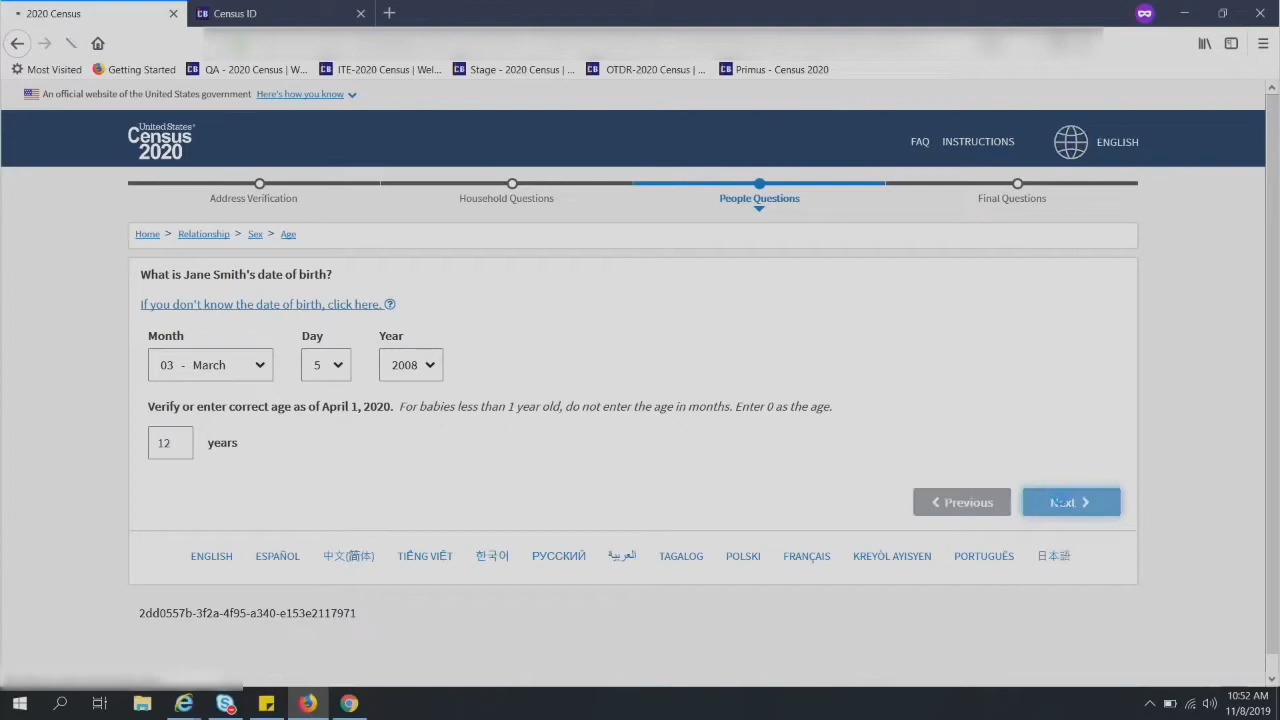 2020 Census
Census ID
Most Visited
Getting Started
QA - 2020 Census | W...
ITE-2020 Census | Wel...
Stage - 2020 Census | ...
OTDR-2020 Census | ...
Primus - Census 2020
An official website of the United States government Here's how you know
United States®
Census
2020
FAQ
INSTRUCTIONS
ENGLISH
Address Verification
Household Questions
People Questions
Final Questions
Home > Relationship > Sex > Age
What is Jane Smith's date of birth?
If you don't know the date of birth, click here.
Month
Day
Year
03 - March
5
2008
Verify or enter correct age as of April 1, 2020. For babies less than 1 year old, do not enter the age in months. Enter 0 as the age.
12 years
Previous
Next
ENGLISH
ESPAÑOL
中文(简体)
TIẾNG VIỆT
한국어
РУССКИЙ
العربية
TAGALOG
POLSKI
FRANÇAIS
KREYÒL AYISYEN
PORTUGUÊS
日本語
2dd0557b-3f2a-4f95-a340-e153e2117971
10:52 AM
11/8/2019